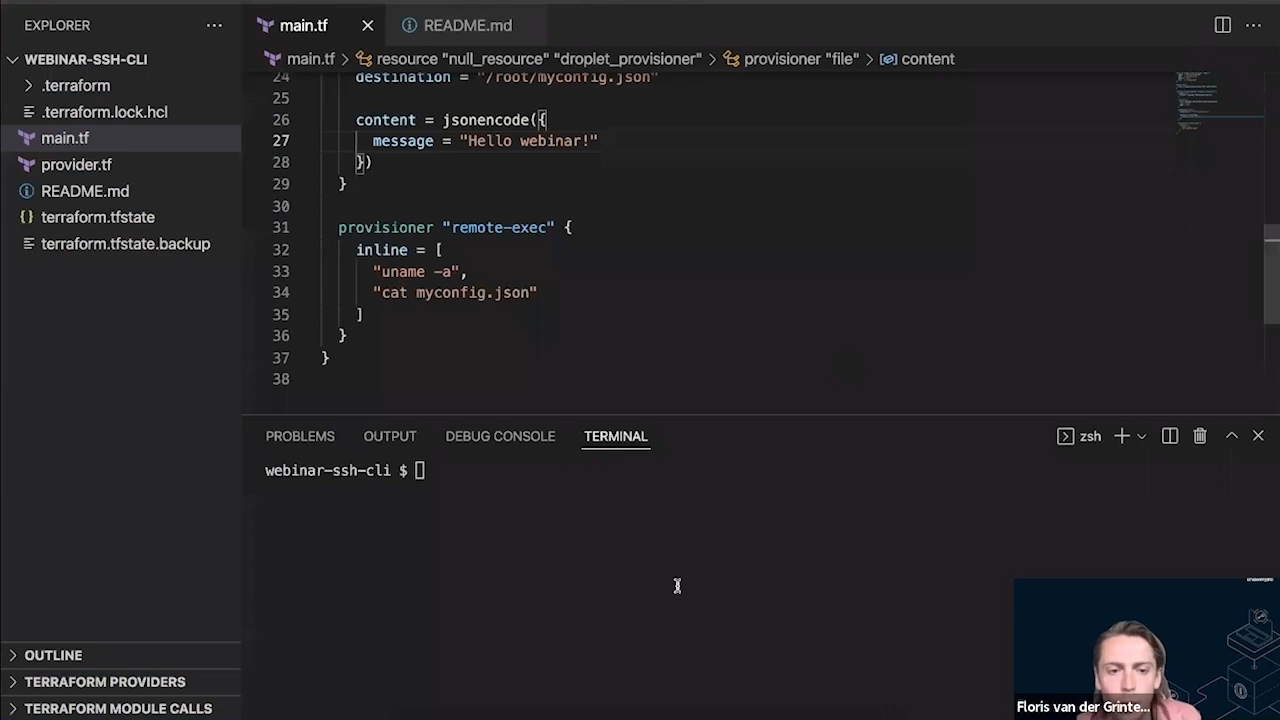 EXPLORER
main.tf
README.md
WEBINAR-SSH-CLI
main.tf > resource "null_resource" "droplet_provisioner" > provisioner "file" > content
.terraform
.terraform.lock.hcl
main.tf
provider.tf
README.md
terraform.tfstate
terraform.tfstate.backup
24 destination = "/root/myconfig.json"
25
26 content = jsonencde({
27 message = "Hello webinar!"
28 })
29 }
30
31 provisioner "remote-exec" {
32 inline = [
33 "uname -a",
34 "cat myconfig.json"
35 ]
36 }
37 }
38
PROBLEMS OUTPUT DEBUG CONSOLE TERMINAL
zsh
webinar-ssh-cli $
OUTLINE
TERRAFORM PROVIDERS
TERRAFORM MODULE CALLS
Floris van der Grinte...